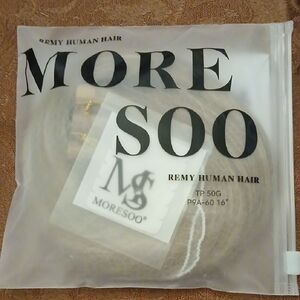 REMY HUMAN HAIR
MORE
SOO
REMY HUMAN HAIR
TP 50G
P9A-60 16"
MS
MORESOO®